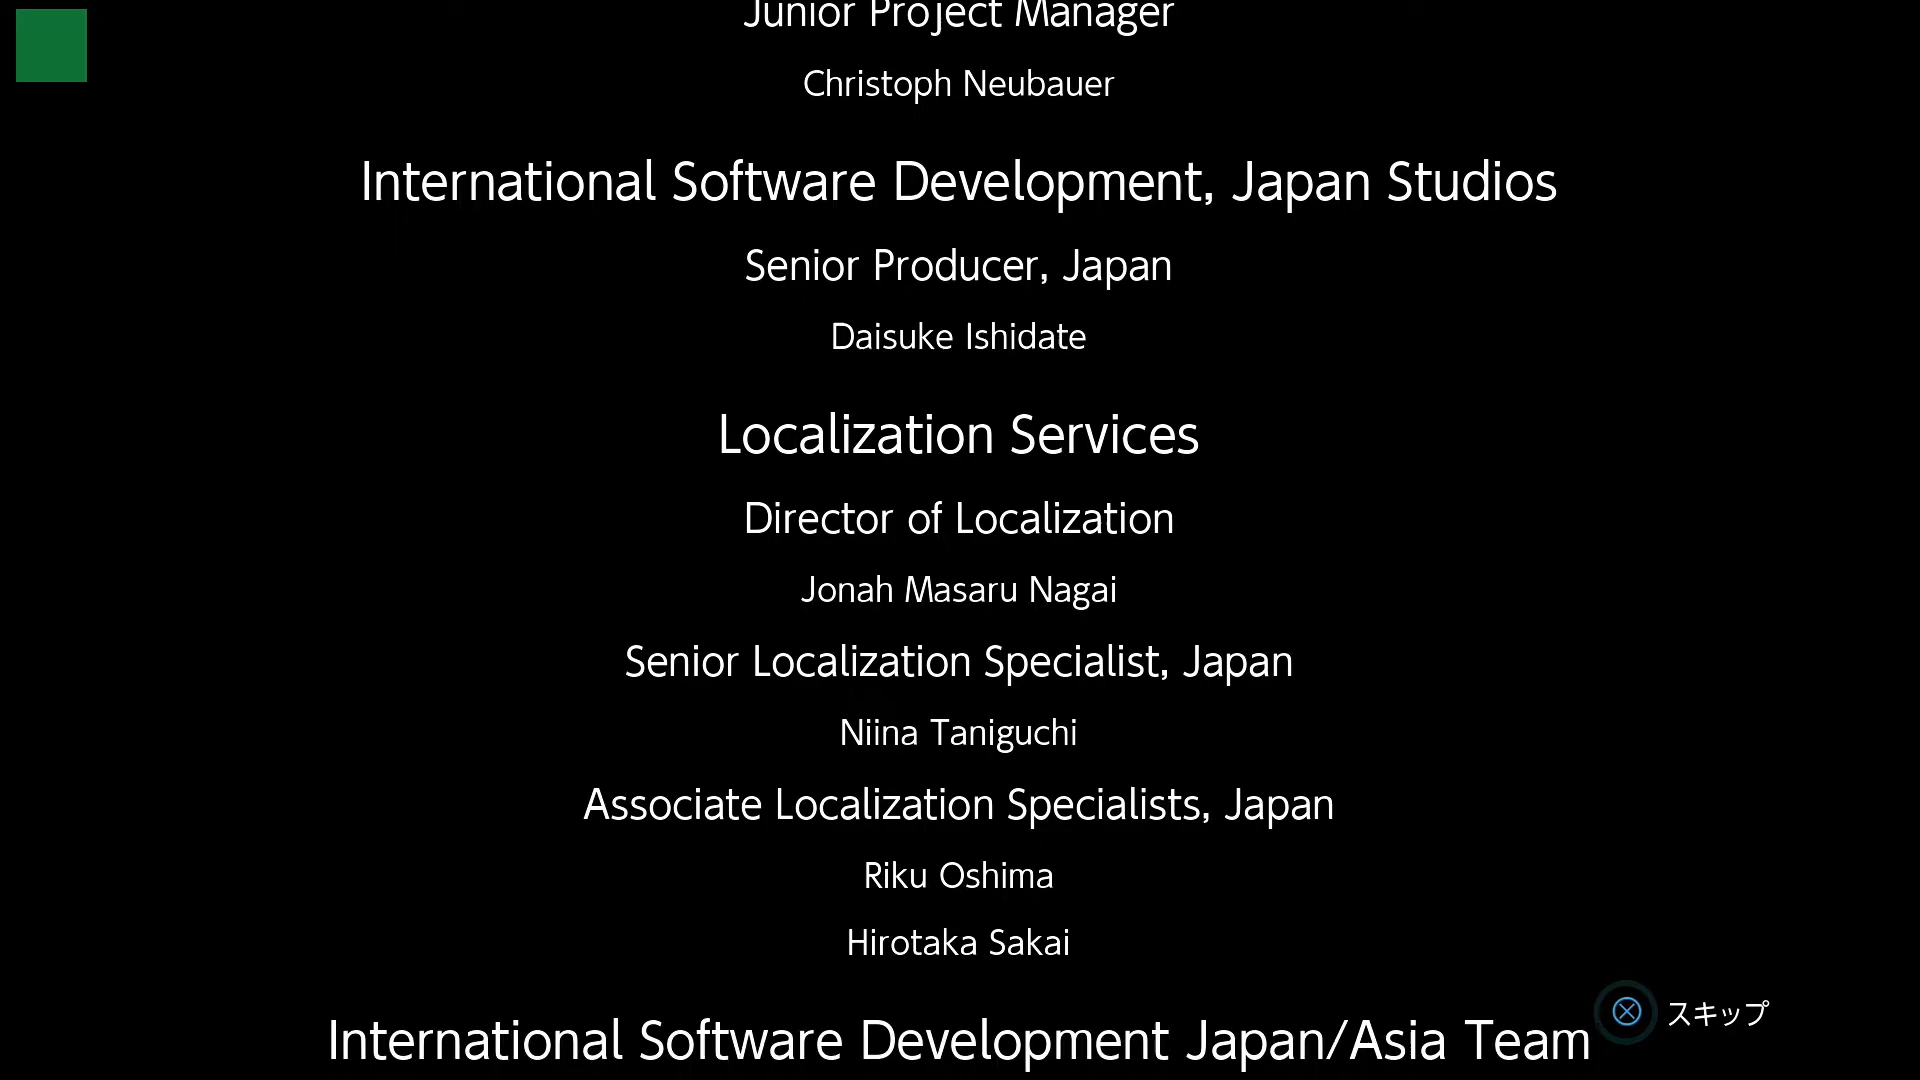 Junior Project Manager
Christoph Neubauer
International Software Development, Japan Studios
Senior Producer, Japan
Daisuke Ishidate
Localization Services
Director of Localization
Jonah Masaru Nagai
Senior Localization Specialist, Japan
Niina Taniguchi
Associate Localization Specialists, Japan
Riku Oshima
Hirotaka Sakai
スキップ
International Software Development Japan/Asia Team